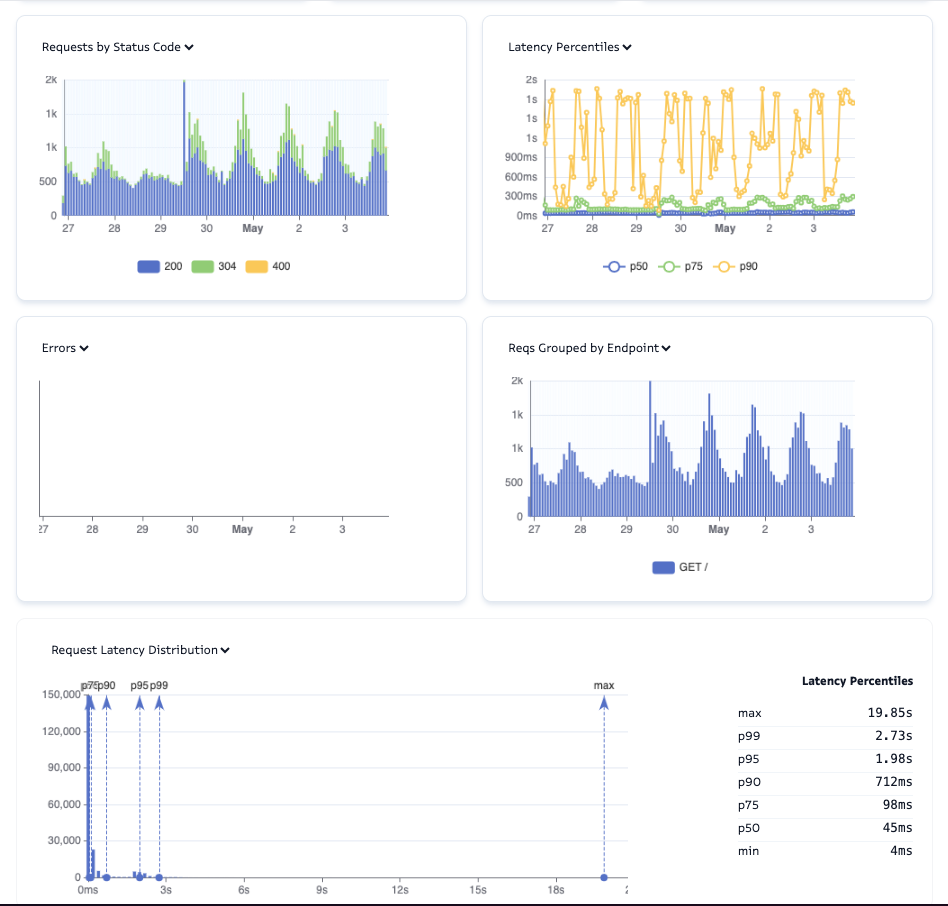 Requests by Status Code
2k
1k
1k
500
0
27 28 29 30 May 2 3
200 304 400
Latency Percentiles
2s
1s
1s
1s
900ms
600ms
300ms
0ms
27 28 29 30 May 2 3
p50 p75 p90
Errors
27 28 29 30 May 2 3
Reqs Grouped by Endpoint
2k
1k
1k
500
0
27 28 29 30 May 2 3
GET /
Request Latency Distribution
p75 p90 p95 p99 max
150,000
120,000
90,000
60,000
30,000
0
0ms 3s 6s 9s 12s 15s 18s
Latency Percentiles
max 19.85s
p99 2.73s
p95 1.98s
p90 712ms
p75 98ms
p50 45ms
min 4ms